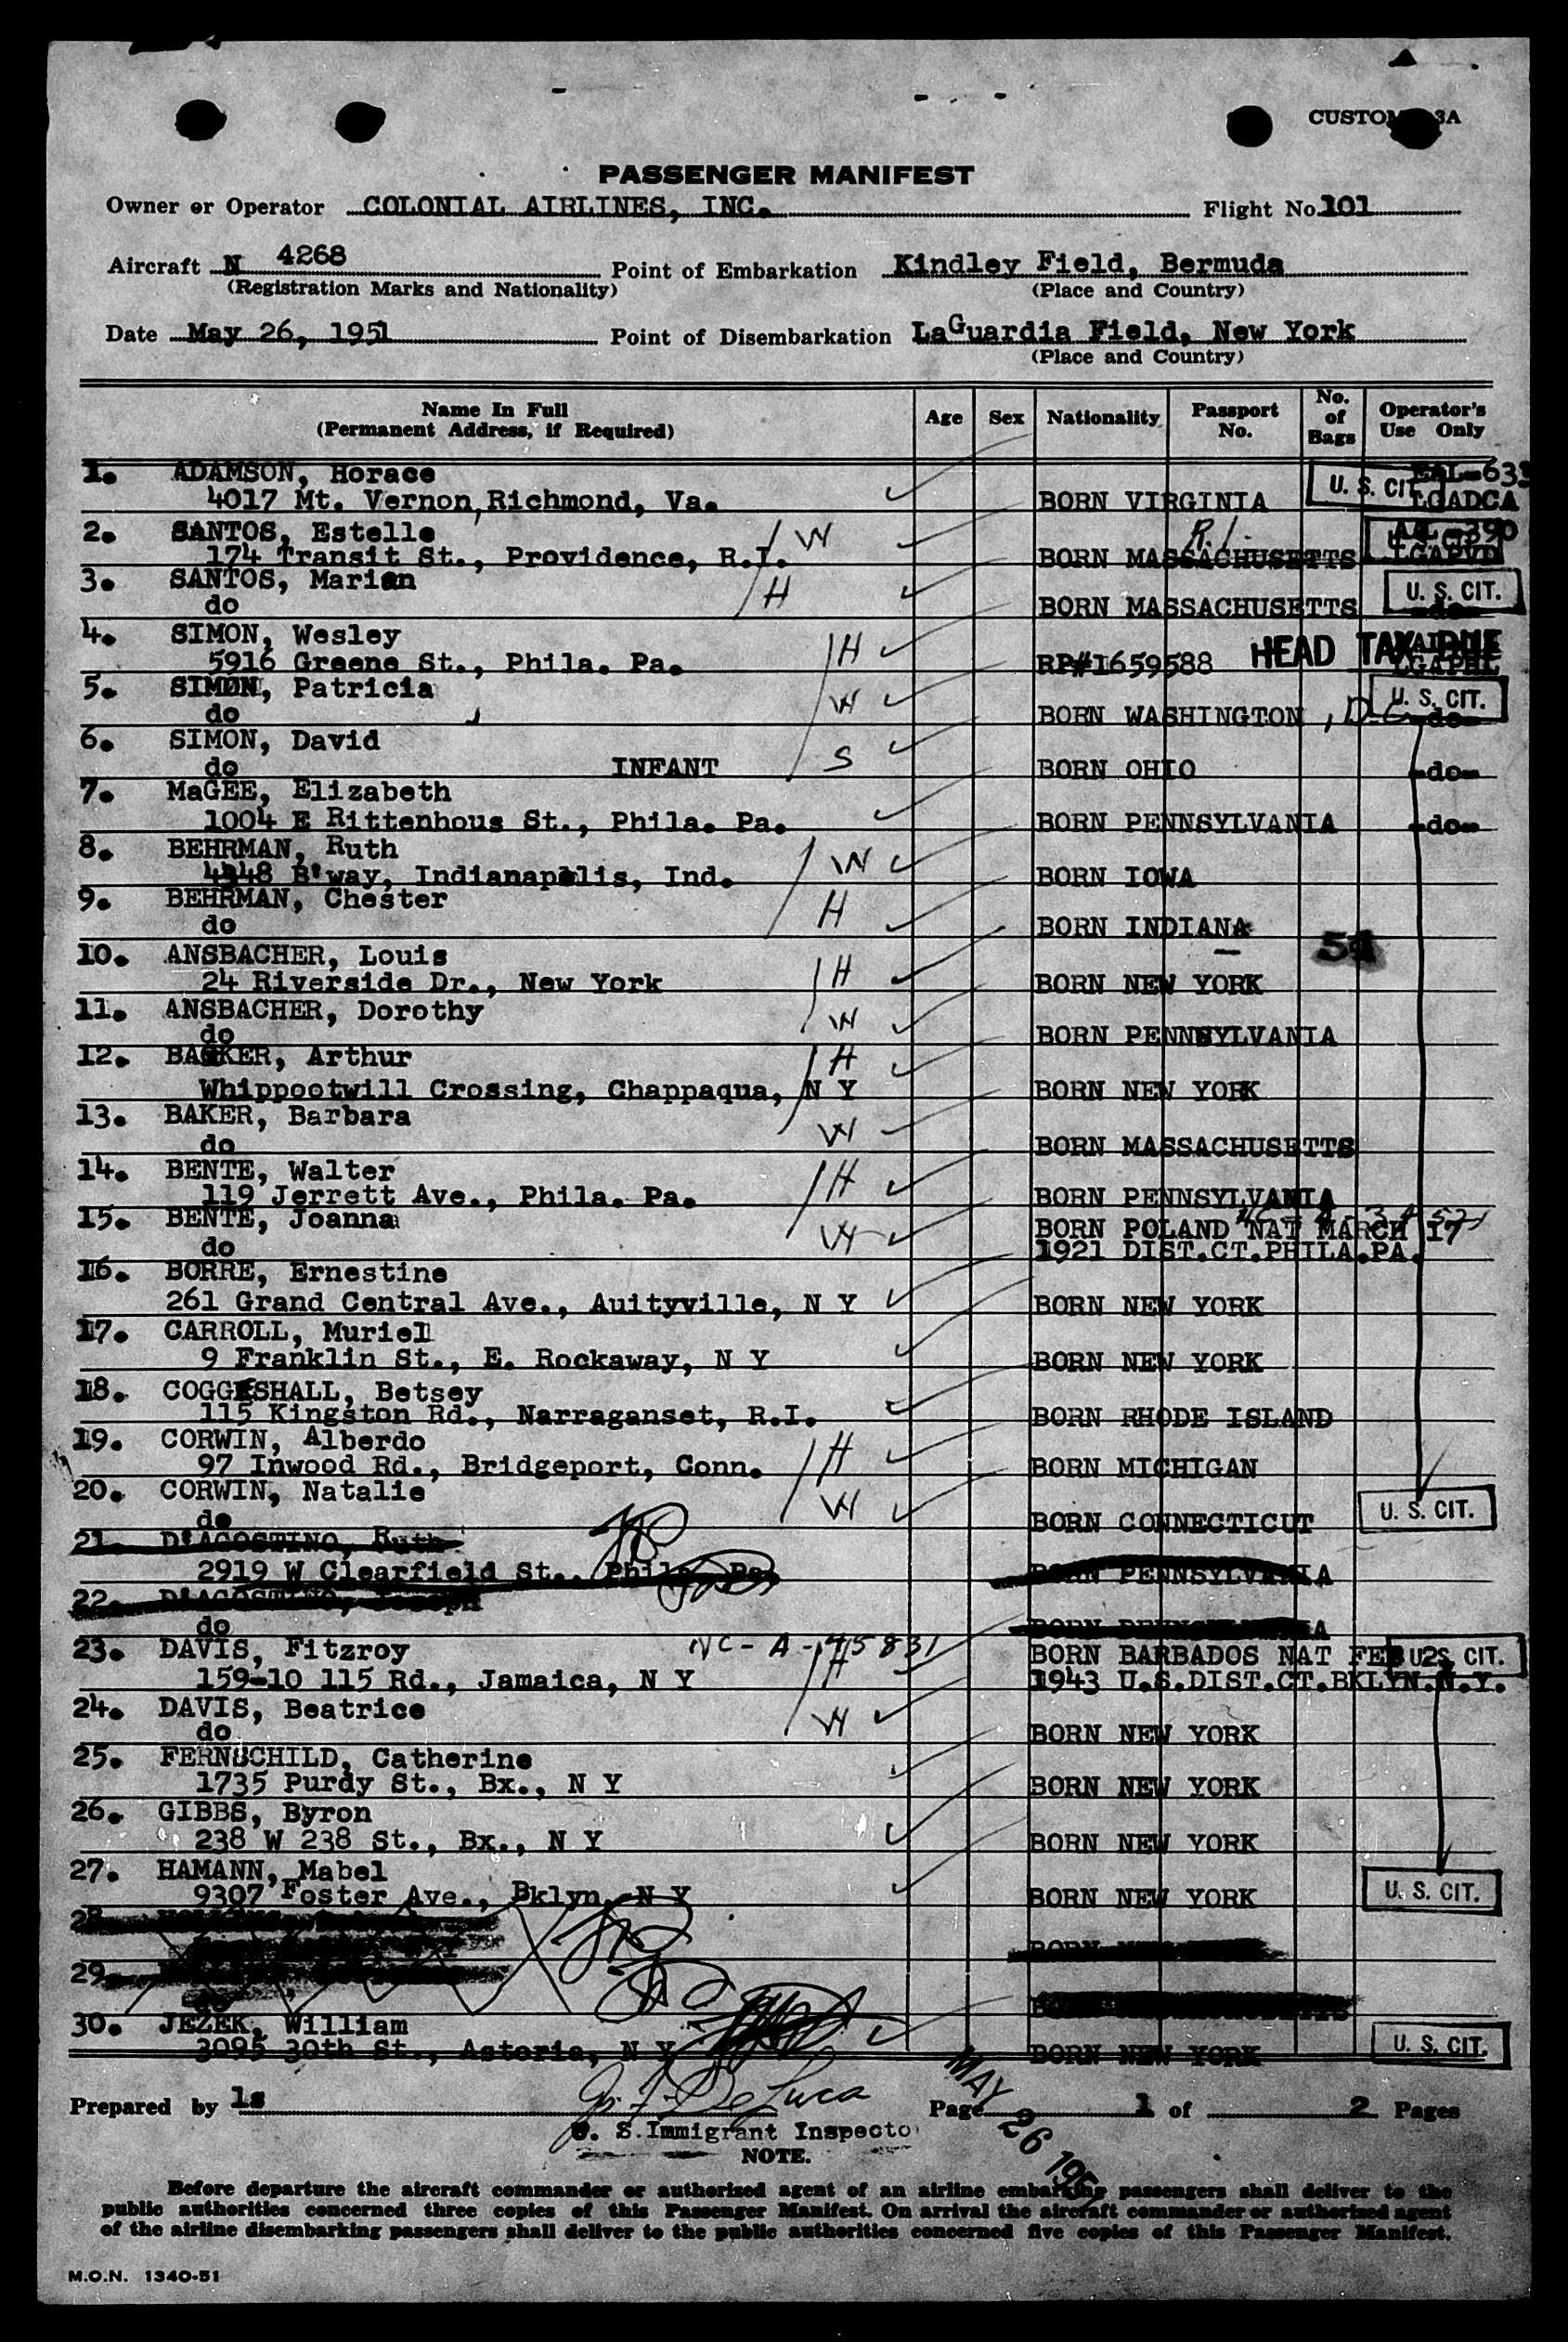 CUSTOM 3A
PASSENGER MANIFEST
Owner or Operator COLONIAL AIRLINES, INC. Flight No. 101
Aircraft N 4268 Point of Embarkation Kindley Field, Bermuda
(Registration Marks and Nationality) (Place and Country)
Date May 26, 1951 Point of Disembarkation LaGuardia Field, New York
(Place and Country)
Name In Full (Permanent Address, if Required) Age Sex Nationality Passport No. No. of Bags Operator's Use Only
1. ADAMSON, Horace
4017 Mt. Vernon, Richmond, Va. BORN VIRGINIA U. S. CIT. LGADCA
2. SANTOS, Estelle W R.I.
174 Transit St., Providence, R.I. BORN MASSACHUSETTS
3. SANTOS, Marian H U. S. CIT.
do BORN MASSACHUSETTS -do-
4. SIMON, Wesley H
5916 Greene St., Phila. Pa. RP#1659588 HEAD TAX DUE LGAPHL
5. SIMON, Patricia W U. S. CIT.
do BORN WASHINGTON, D.C. -do-
6. SIMON, David S
do INFANT BORN OHIO -do-
7. MaGEE, Elizabeth
1004 E Rittenhous St., Phila. Pa. BORN PENNSYLVANIA -do-
8. BEHRMAN, Ruth W
4948 B'way, Indianapolis, Ind. BORN IOWA
9. BEHRMAN, Chester H
do BORN INDIANA
10. ANSBACHER, Louis H 54
24 Riverside Dr., New York BORN NEW YORK
11. ANSBACHER, Dorothy W
do BORN PENNSYLVANIA
12. BAKER, Arthur H
Whippootwill Crossing, Chappaqua, N Y BORN NEW YORK
13. BAKER, Barbara W
do BORN MASSACHUSETTS
14. BENTE, Walter H
119 Jerrett Ave., Phila. Pa. BORN PENNSYLVANIA
15. BENTE, Joanna W BORN POLAND NAT MARCH 17
do 1921 DIST.CT.PHILA.PA.
16. BORRE, Ernestine
261 Grand Central Ave., Auityville, N Y BORN NEW YORK
17. CARROLL, Muriel
9 Franklin St., E. Rockaway, N Y BORN NEW YORK
18. COGGESHALL, Betsey
115 Kingston Rd., Narraganset, R.I. BORN RHODE ISLAND
19. CORWIN, Alberdo H
97 Inwood Rd., Bridgeport, Conn. BORN MICHIGAN
20. CORWIN, Natalie W U. S. CIT.
do BORN CONNECTICUT
21. D'AGOSTINO, Ruth
2919 W Clearfield St., Phila. Pa. BORN PENNSYLVANIA
22. D'AGOSTINO, Joseph
do
23. DAVIS, Fitzroy NC-A-145831 H BORN BARBADOS NAT FEB 2 U. S. CIT.
159-10 115 Rd., Jamaica, N Y 1943 U.S.DIST.CT.BKLYN.N.Y.
24. DAVIS, Beatrice W
do BORN NEW YORK
25. FERNSCHILD, Catherine
1735 Purdy St., Bx., N Y BORN NEW YORK
26. GIBBS, Byron
238 W 238 St., Bx., N Y BORN NEW YORK
27. HAMANN, Mabel
9307 Foster Ave., Bklyn, N Y BORN NEW YORK U. S. CIT.
28.
BORN
29.
do
30. JEZEK, William
3095 30th St., Astoria, N Y BORN NEW YORK U. S. CIT.
Prepared by ls DeLuca Page 1 of 2 Pages
U. S. Immigrant Inspecto
MAY 26 195
NOTE.
Before departure the aircraft commander or authorized agent of an airline embarking passengers shall deliver to the
public authorities concerned three copies of this Passenger Manifest. On arrival the aircraft commander or authorized agent
of the airline disembarking passengers shall deliver to the public authorities concerned five copies of this Passenger Manifest.
M.O.N. 1340-51